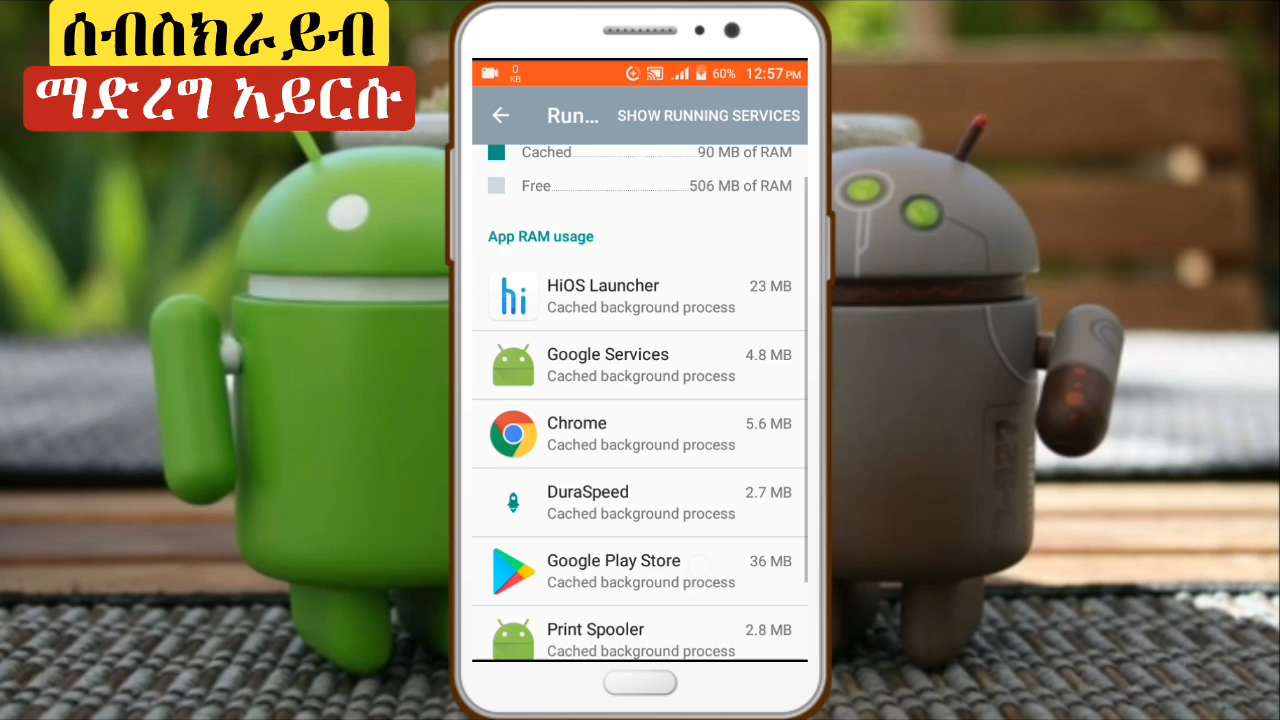 ሰብስክራይብ
ማድረግ አይርሱ
0 KB
60% 12:57 PM
Run... SHOW RUNNING SERVICES
Cached 90 MB of RAM
Free 506 MB of RAM
App RAM usage
hi
HiOS Launcher 23 MB
Cached background process
Google Services 4.8 MB
Cached background process
Chrome 5.6 MB
Cached background process
DuraSpeed 2.7 MB
Cached background process
Google Play Store 36 MB
Cached background process
Print Spooler 2.8 MB
Cached background process